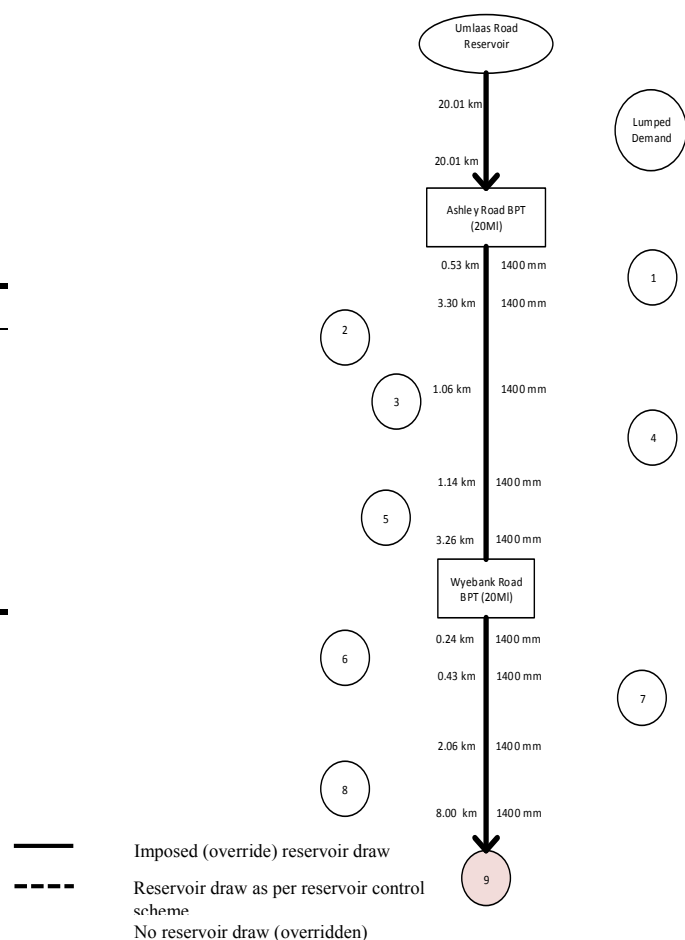 Umlaas Road
Reservoir
20.01 km
Lumped
Demand
20.01 km
Ashley Road BPT
(20Ml)
0.53 km 1400 mm
1
3.30 km 1400 mm
2
1.06 km 1400 mm
3
4
1.14 km 1400 mm
5
3.26 km 1400 mm
Wyebank Road
BPT (20Ml)
0.24 km 1400 mm
6
0.43 km 1400 mm
7
2.06 km 1400 mm
8
8.00 km 1400 mm
9
Imposed (override) reservoir draw
Reservoir draw as per reservoir control
scheme
No reservoir draw (overridden)